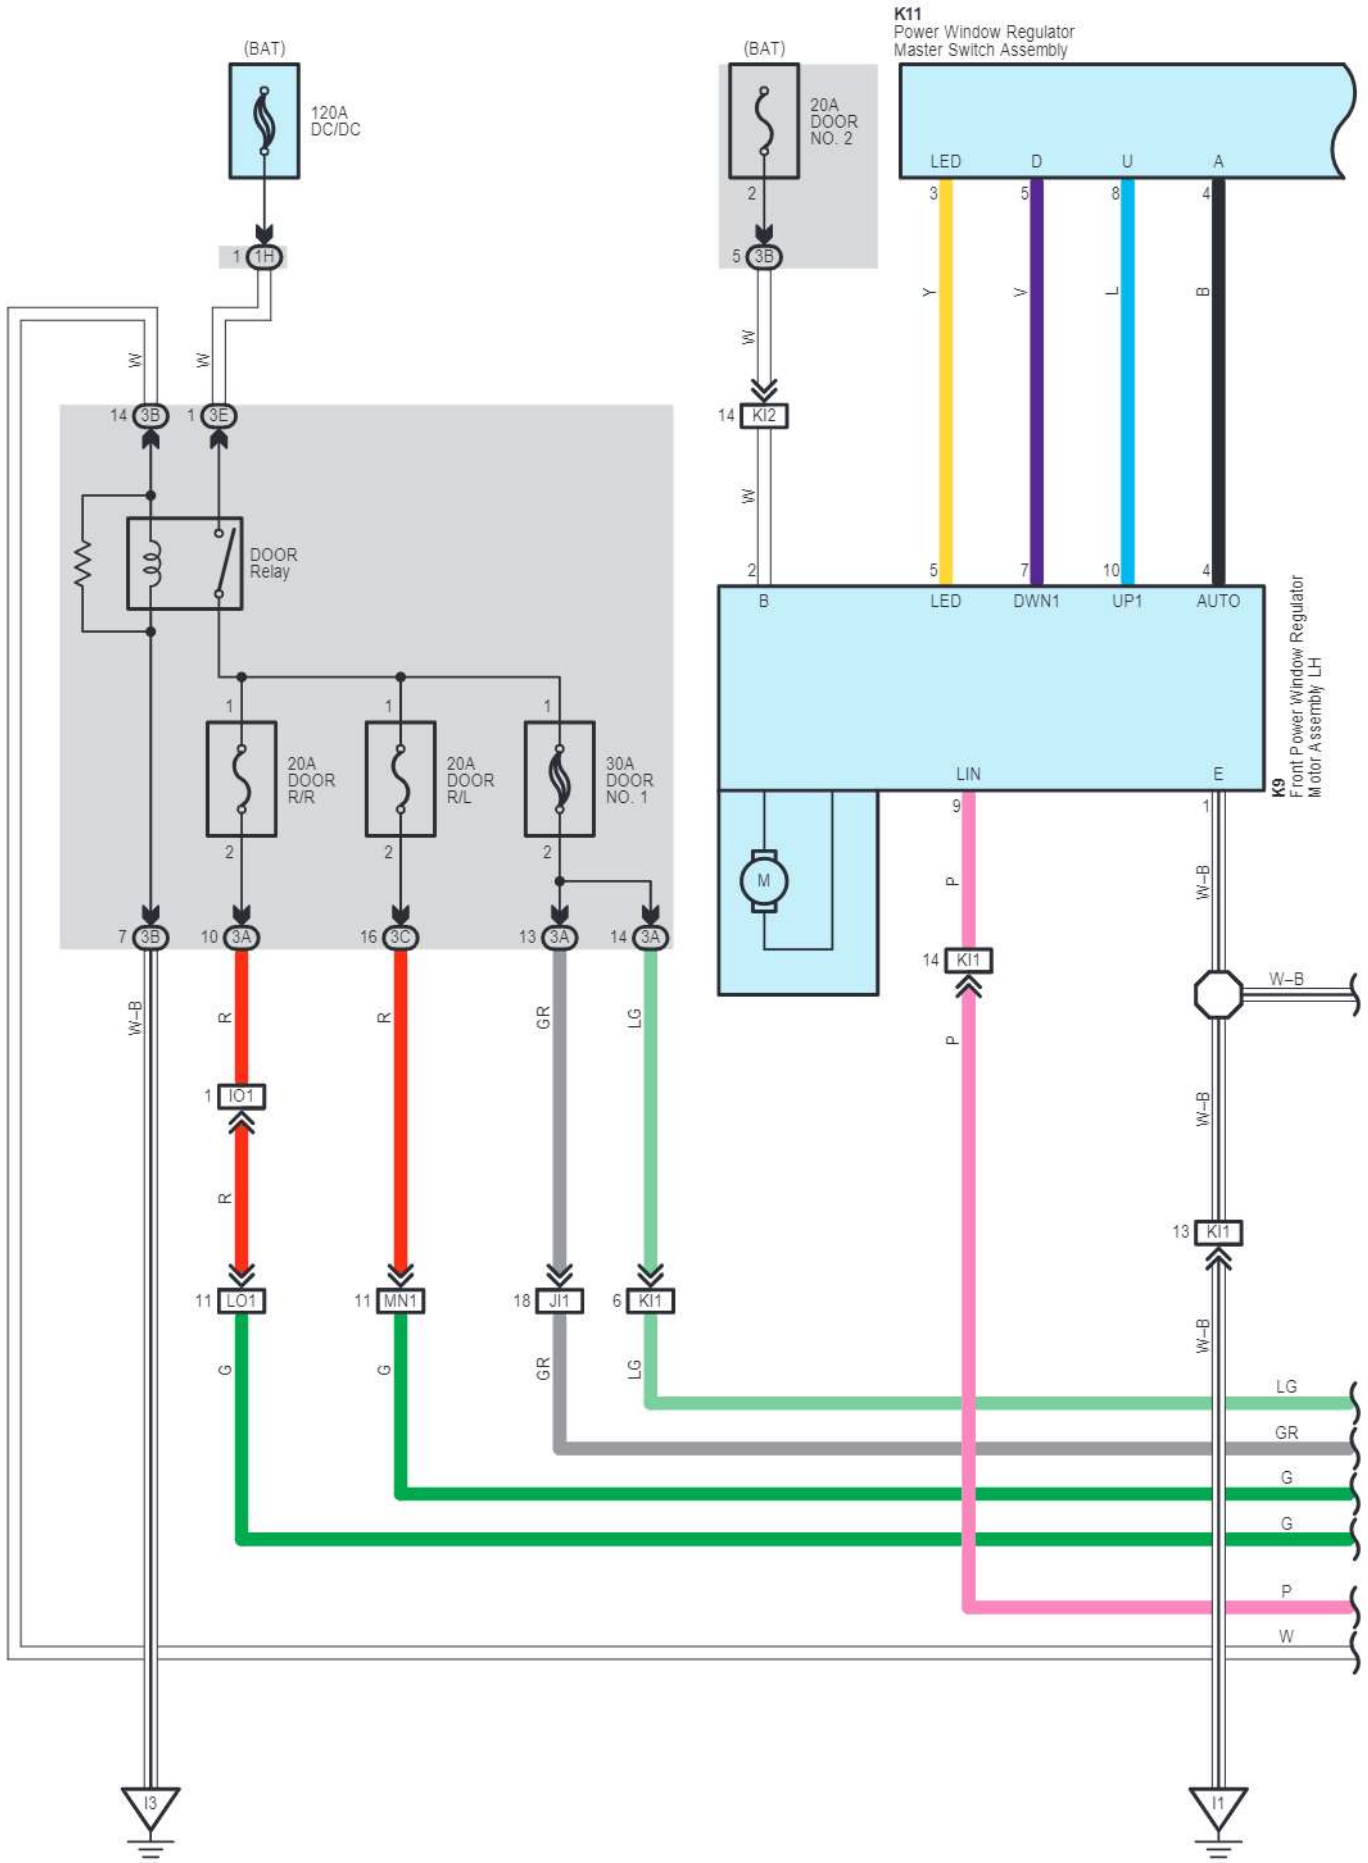 K11
Power Window Regulator
Master Switch Assembly
(BAT)
(BAT)
120A
DC/DC
20A
DOOR
NO. 2
LED D U A
2
3 5 8 4
1 1H
5 3B
Y V L B
W W W
14 3B 1 3E
14 KI2
W
DOOR
Relay
2 5 7 10 4
B LED DWN1 UP1 AUTO
K9
Front Power Window Regulator
Motor Assembly LH
1 1 1
20A
DOOR
R/R
20A
DOOR
R/L
30A
DOOR
NO. 1
LIN E
9 1
2 2 2
M
P W-B
7 3B 10 3A 16 3C 13 3A 14 3A
14 KI1
W-B
W-B R R GR LG
P
1 IO1
W-B
R
13 KI1
11 LO1 11 MN1 18 JI1 6 KI1
W-B
G G GR LG
LG
GR
G
G
P
W
I3 I1